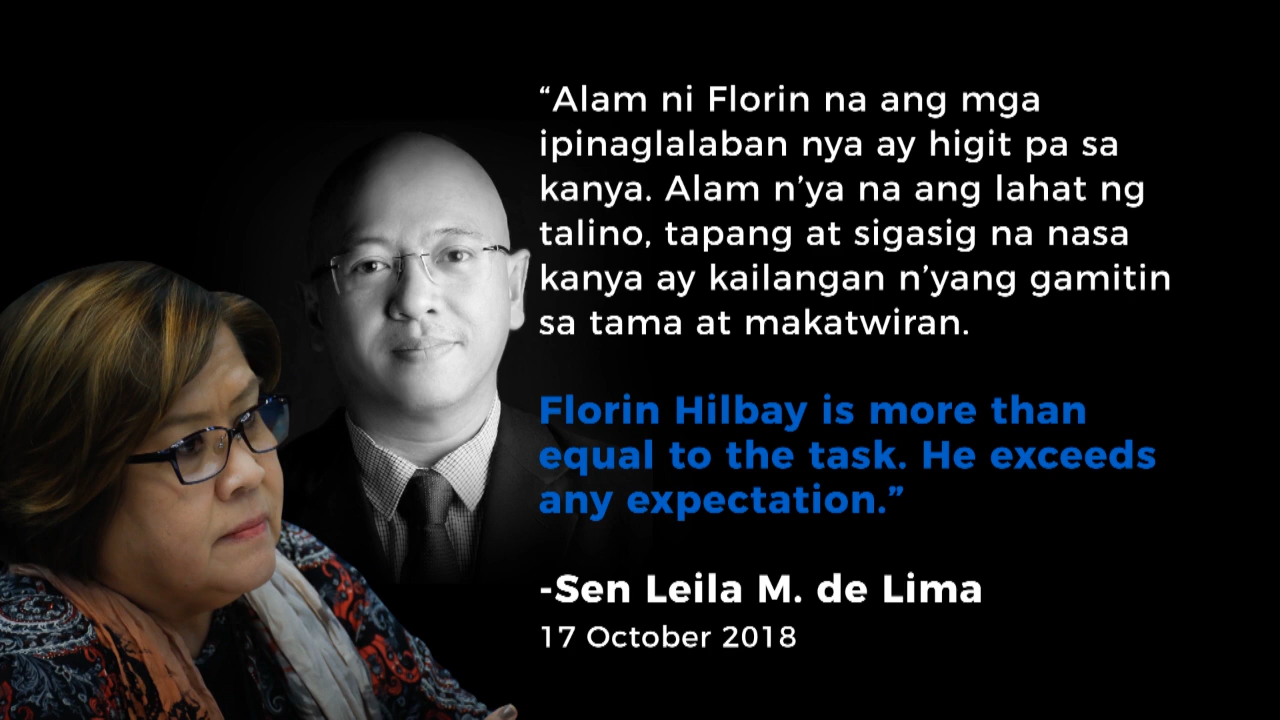 “Alam ni Florin na ang mga
ipinaglalaban nya ay higit pa sa
kanya. Alam n’ya na ang lahat ng
talino, tapang at sigasig na nasa
kanya ay kailangan n’yang gamitin
sa tama at makatwiran.
Florin Hilbay is more than
equal to the task. He exceeds
any expectation.”
-Sen Leila M. de Lima
17 October 2018